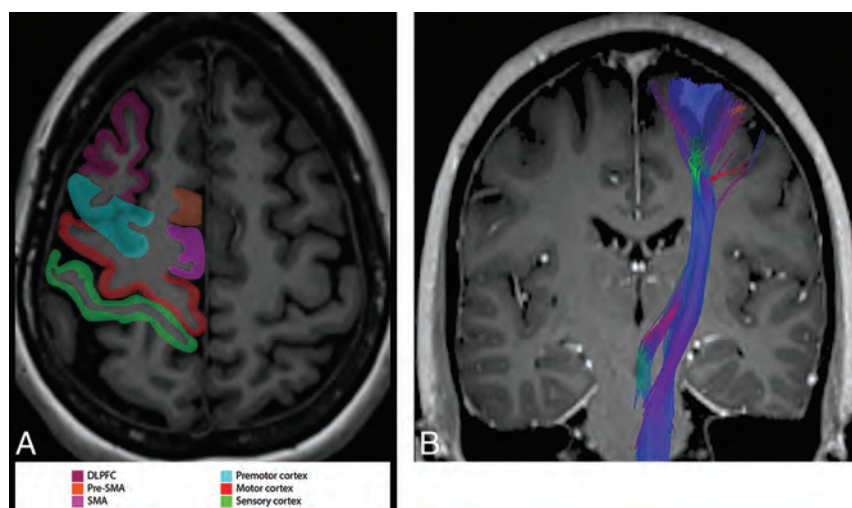 A
B
DLPFC
Pre-SMA
SMA
Premotor cortex
Motor cortex
Sensory cortex